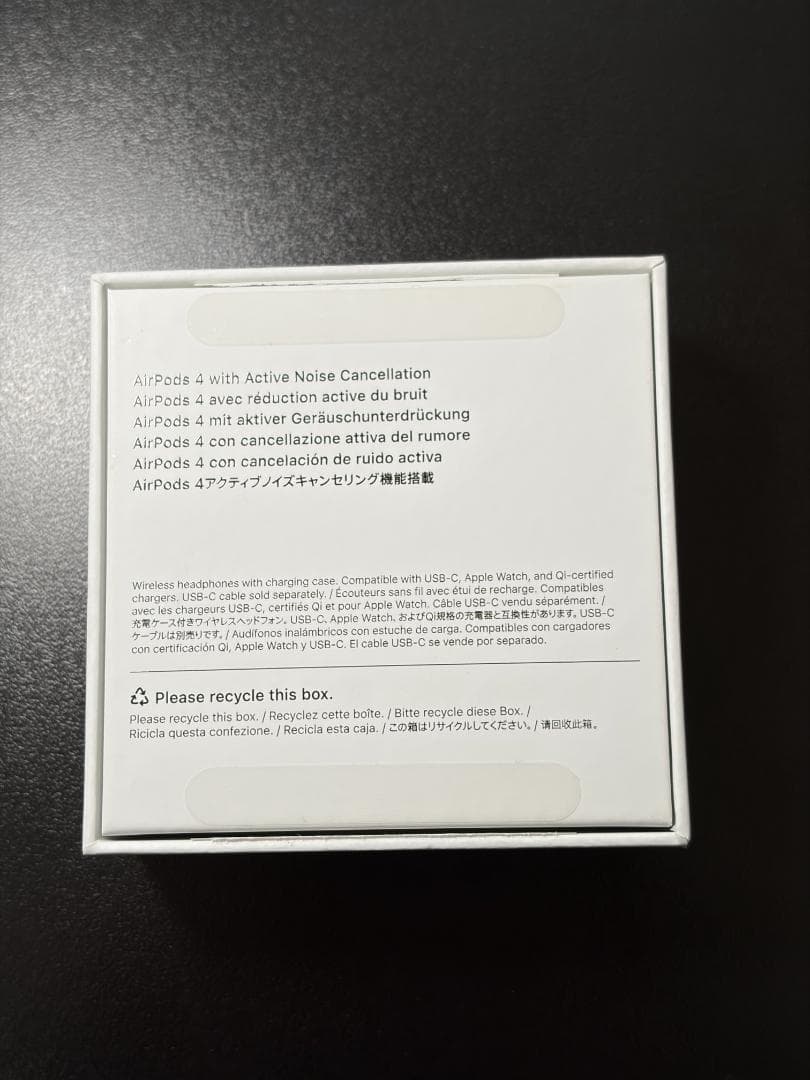 AirPods 4 with Active Noise Cancellation
AirPods 4 avec réduction active du bruit
AirPods 4 mit aktiver Geräuschunterdrückung
AirPods 4 con cancellazione attiva del rumore
AirPods 4 con cancelación de ruido activa
AirPods 4アクティブノイズキャンセリング機能搭載
Wireless headphones with charging case. Compatible with USB-C, Apple Watch, and Qi-certified
chargers. USB-C cable sold separately. / Écouteurs sans fil avec étui de recharge. Compatibles
avec les chargeurs USB-C, certifiés Qi et pour Apple Watch. Câble USB-C vendu séparément. /
充電ケース付きワイヤレスヘッドフォン。USB-C、Apple Watch、およびQi規格の充電器と互換性があります。USB-C
ケーブルは別売りです。/ Audífonos inalámbricos con estuche de carga. Compatibles con cargadores
con certificación Qi, Apple Watch y USB-C. El cable USB-C se vende por separado.
Please recycle this box.
Please recycle this box. / Recyclez cette boîte. / Bitte recycle diese Box. /
Ricicla questa confezione. / Recicla esta caja. / この箱はリサイクルしてください。/ 请回收此箱。